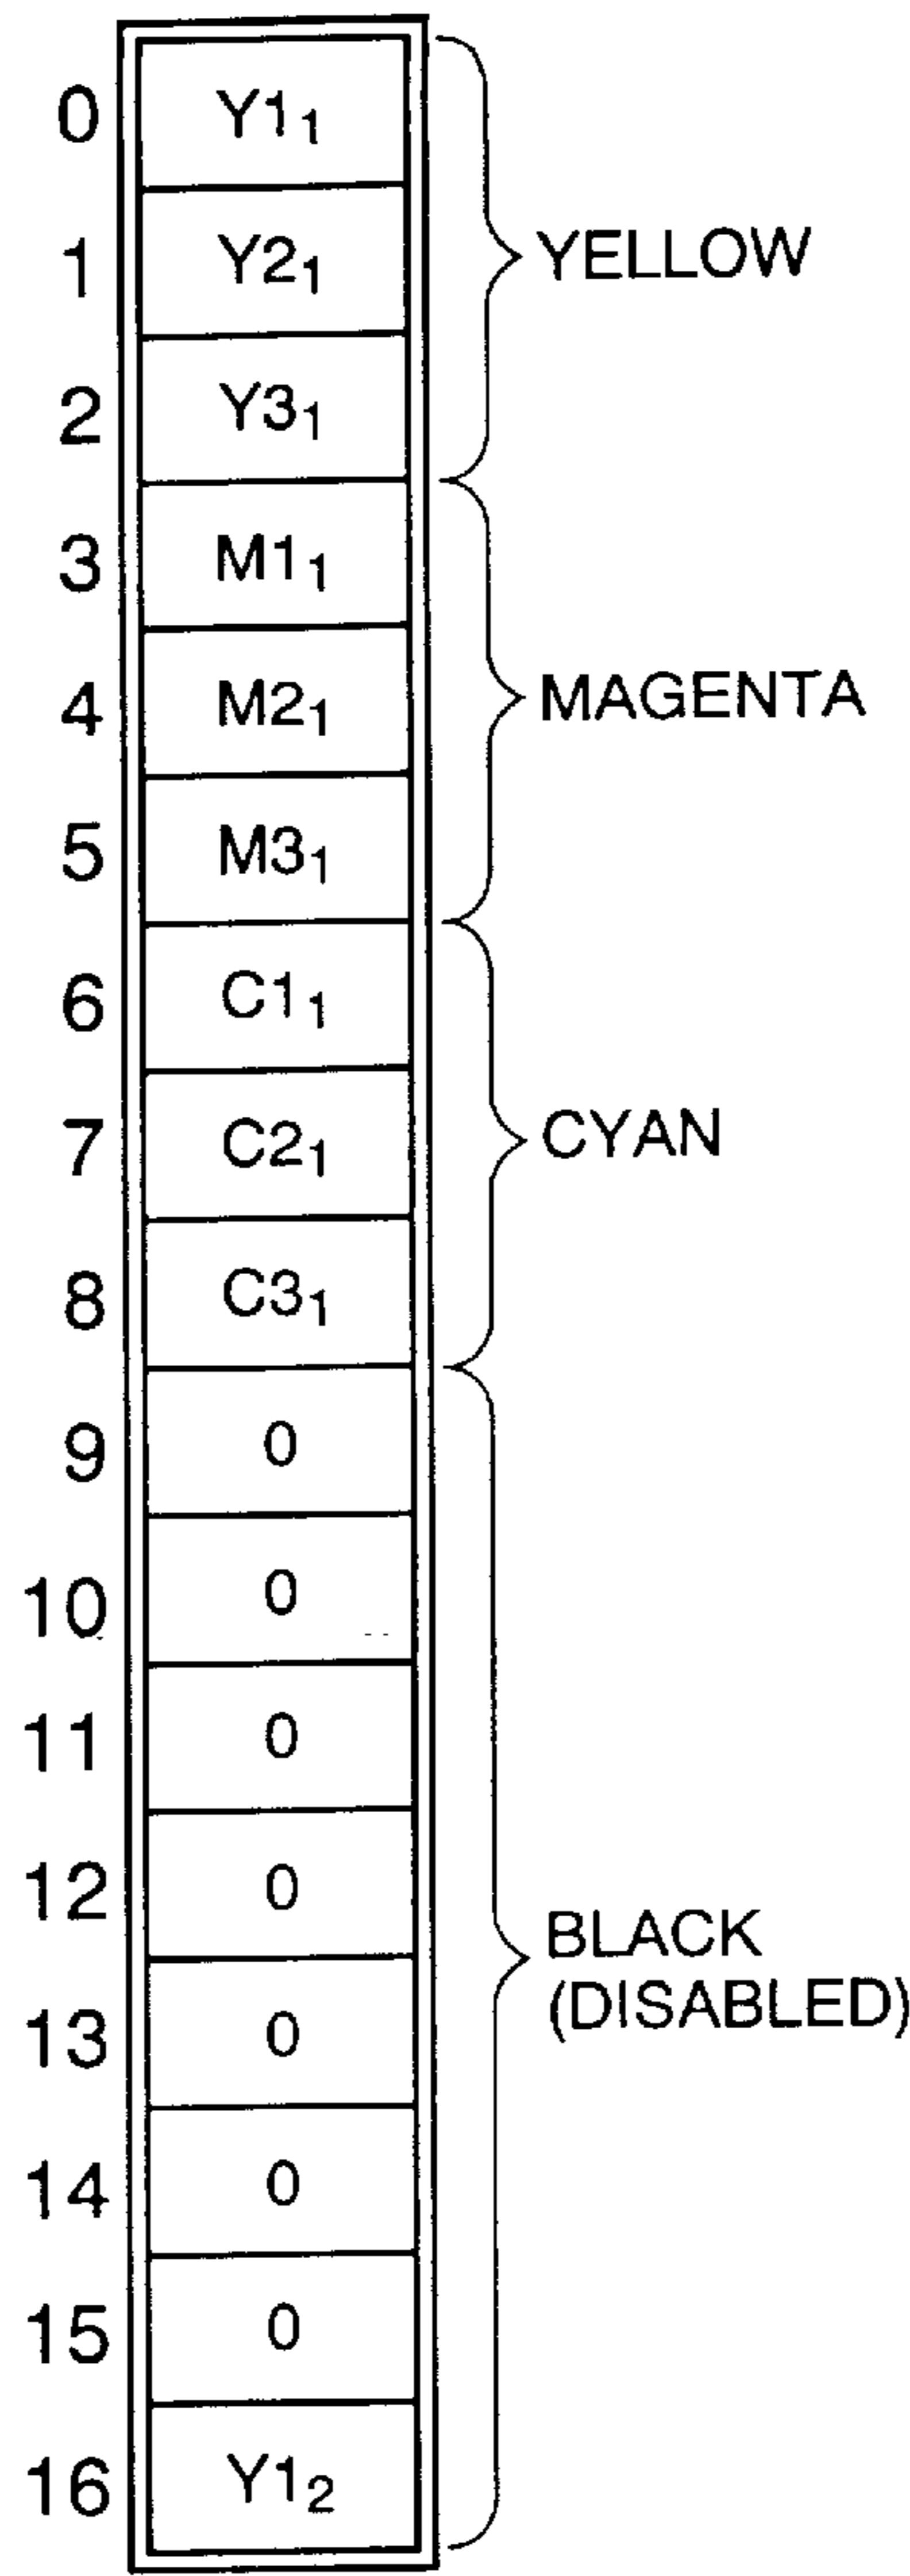 0 Y1₁
1 Y2₁ YELLOW
2 Y3₁
3 M1₁
4 M2₁ MAGENTA
5 M3₁
6 C1₁
7 C2₁ CYAN
8 C3₁
9 0
10 0
11 0
12 0 BLACK
13 0 (DISABLED)
14 0
15 0
16 Y1₂